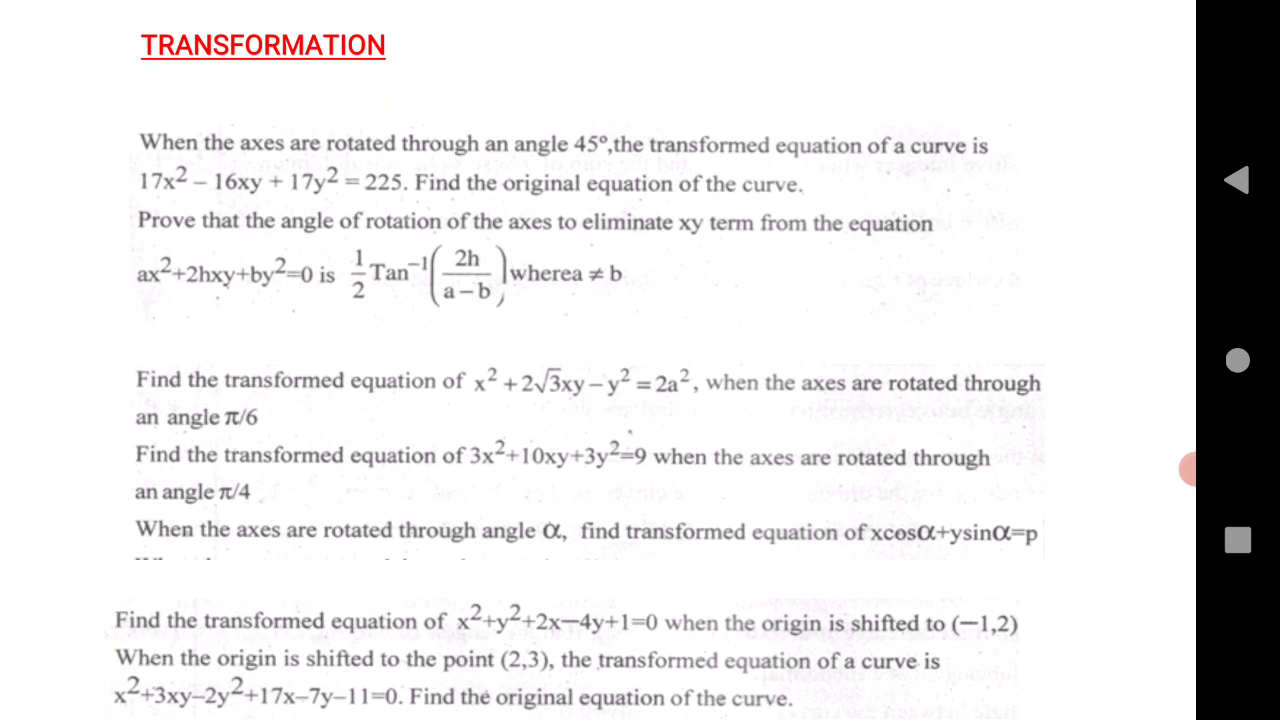 TRANSFORMATION
When the axes are rotated through an angle 45º,the transformed equation of a curve is
17x² – 16xy + 17y² = 225. Find the original equation of the curve.
Prove that the angle of rotation of the axes to eliminate xy term from the equation
ax²+2hxy+by²=0 is 1/2 Tan⁻¹(2h/(a – b)) wherea ≠ b
Find the transformed equation of x² + 2√3xy – y² = 2a², when the axes are rotated through
an angle π/6
Find the transformed equation of 3x²+10xy+3y²=9 when the axes are rotated through
an angle π/4
When the axes are rotated through angle α, find transformed equation of xcosα+ysinα=p
Find the transformed equation of x²+y²+2x–4y+1=0 when the origin is shifted to (–1,2)
When the origin is shifted to the point (2,3), the transformed equation of a curve is
x²+3xy–2y²+17x–7y–11=0. Find the original equation of the curve.